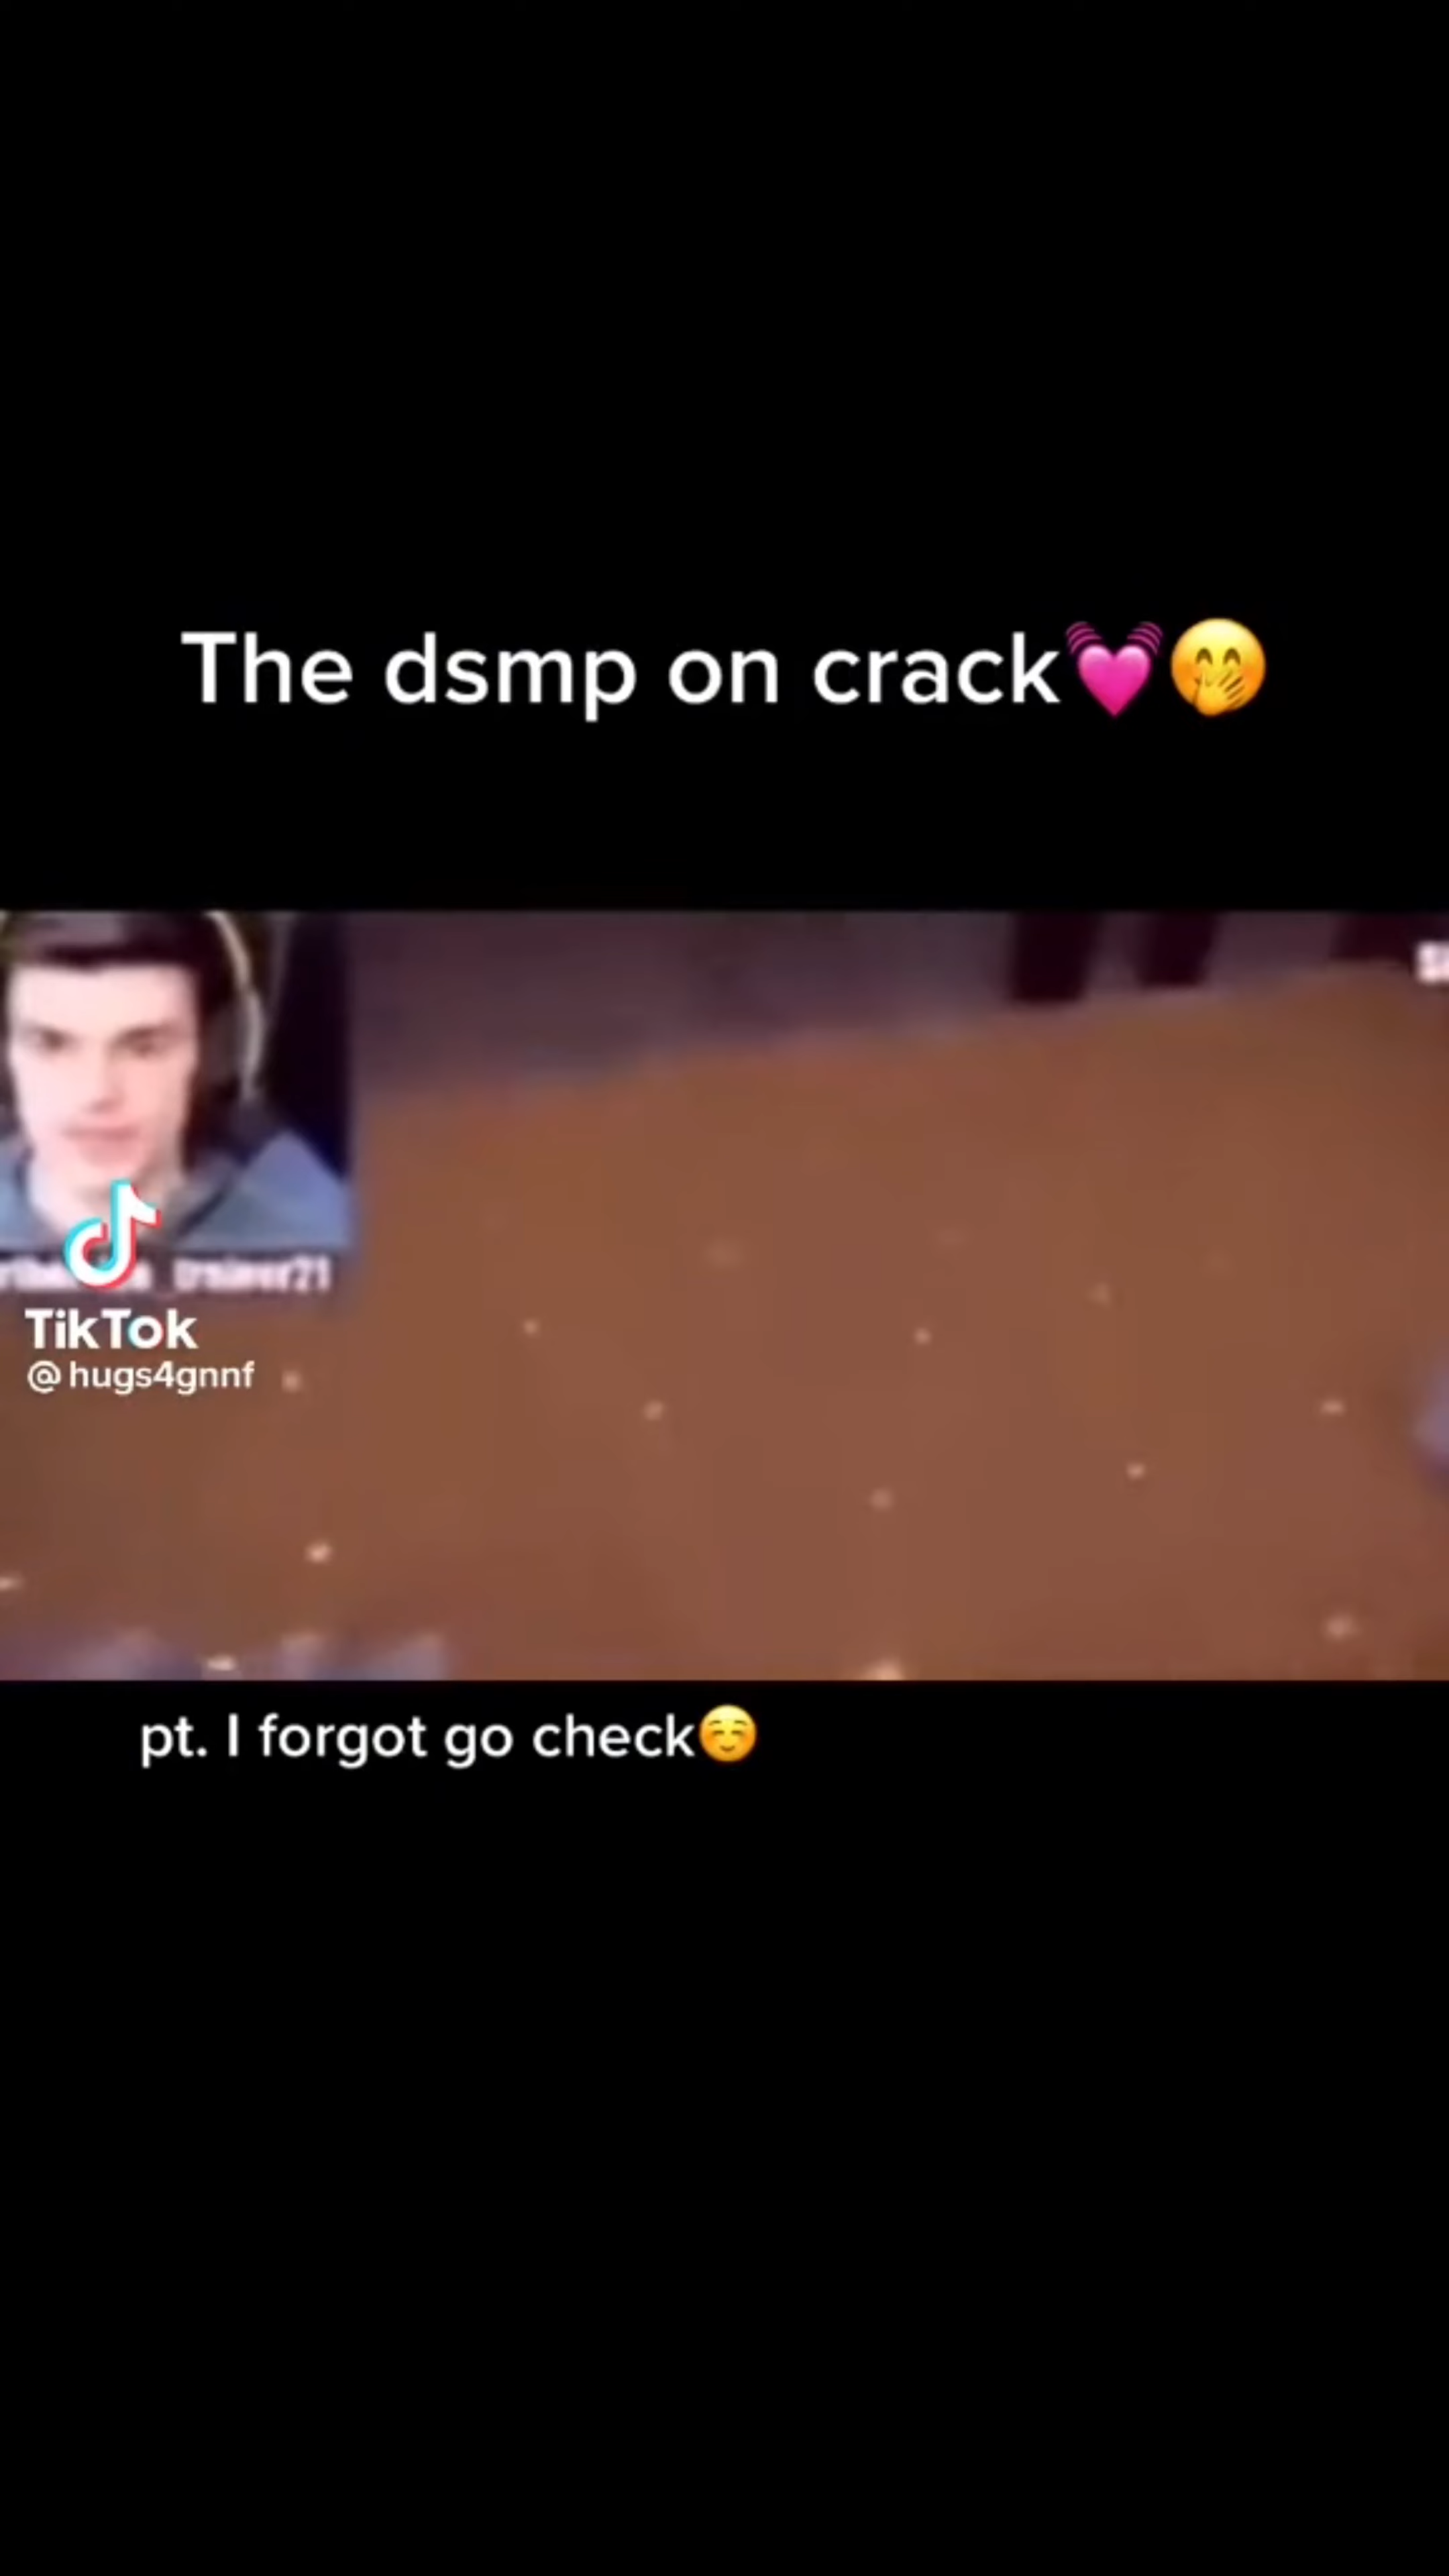 The dsmp on crack💓🤭
TikTok
@hugs4gnnf
pt. I forgot go check☺️